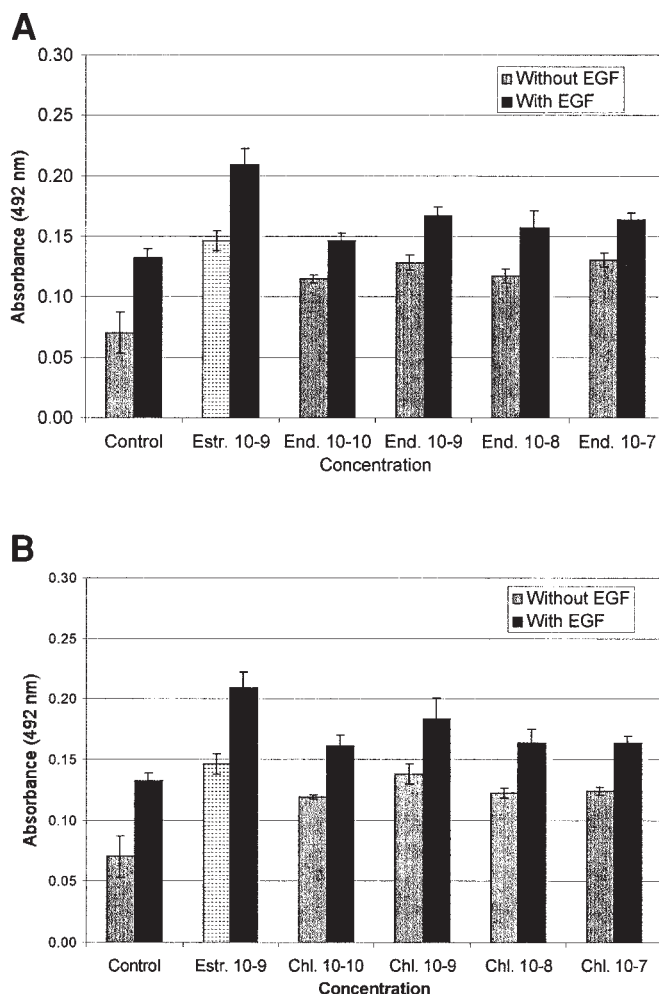 A
0.30
0.25
0.20
0.15
0.10
0.05
0.00
Absorbance (492 nm)
Without EGF
With EGF
Control Estr. 10-9 End. 10-10 End. 10-9 End. 10-8 End. 10-7
Concentration
B
0.30
0.25
0.20
0.15
0.10
0.05
0.00
Absorbance (492 nm)
Without EGF
With EGF
Control Estr. 10-9 Chl. 10-10 Chl. 10-9 Chl. 10-8 Chl. 10-7
Concentration